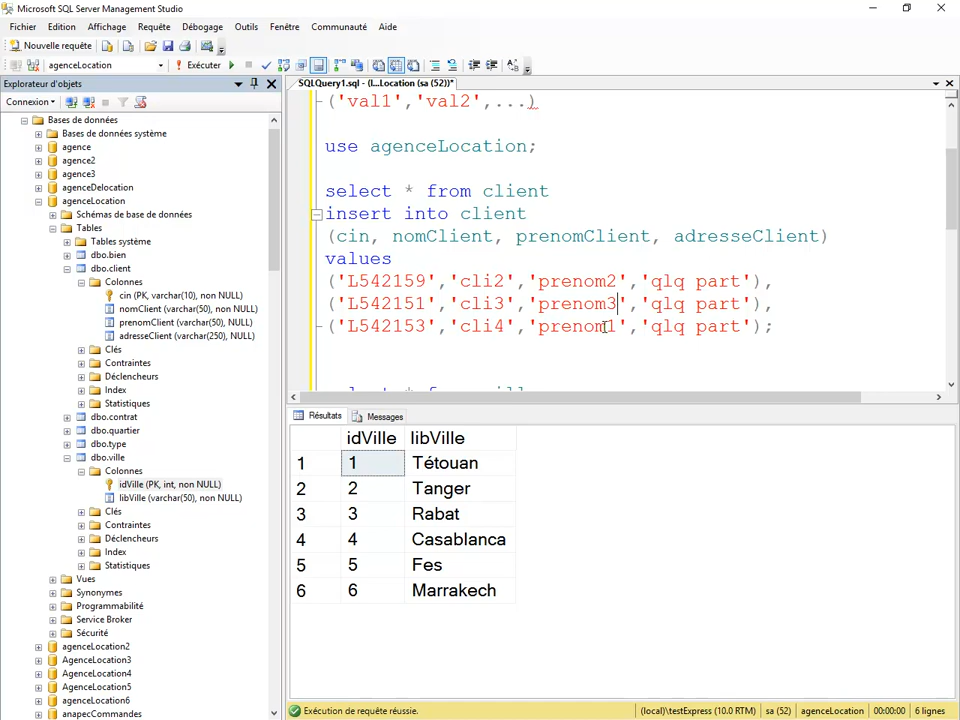 Microsoft SQL Server Management Studio
Fichier Edition Affichage Requête Débogage Outils Fenêtre Communauté Aide
Nouvelle requête
agenceLocation Exécuter
Explorateur d'objets
SQLQuery1.sql - (l...Location (sa (52))*
Connexion
Bases de données
Bases de données système
agence
agence2
agence3
agenceDelocation
agenceLocation
Schémas de base de données
Tables
Tables système
dbo.bien
dbo.client
Colonnes
cin (PK, varchar(10), non NULL)
nomClient (varchar(50), non NULL)
prenomClient (varchar(50), non NULL)
adresseClient (varchar(250), non NULL)
Clés
Contraintes
Déclencheurs
Index
Statistiques
dbo.contrat
dbo.quartier
dbo.type
dbo.ville
Colonnes
idVille (PK, int, non NULL)
libVille (varchar(50), non NULL)
Clés
Contraintes
Déclencheurs
Index
Statistiques
Vues
Synonymes
Programmabilité
Service Broker
Sécurité
agenceLocation2
AgenceLocation3
AgenceLocation4
AgenceLocation5
agenceLocation6
anapecCommandes
('val1','val2',...)
use agenceLocation;
select * from client
insert into client
(cin, nomClient, prenomClient, adresseClient)
values
('L542159','cli2','prenom2','qlq part'),
('L542151','cli3','prenom3','qlq part'),
('L542153','cli4','prenom1','qlq part');
Résultats Messages
idVille libVille
1 1 Tétouan
2 2 Tanger
3 3 Rabat
4 4 Casablanca
5 5 Fes
6 6 Marrakech
Exécution de requête réussie. (local)\testExpress (10.0 RTM) sa (52) agenceLocation 00:00:00 6 lignes